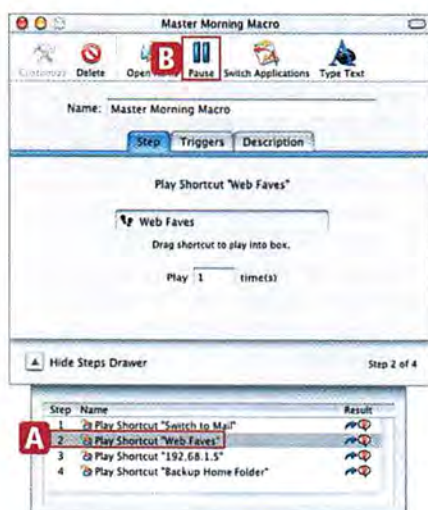 Master Morning Macro
Customize Delete Open Items Pause Switch Applications Type Text
B
Name: Master Morning Macro
Step Triggers Description
Play Shortcut "Web Faves"
Web Faves
Drag shortcut to play into box.
Play 1 time(s)
Hide Steps Drawer Step 2 of 4
Step Name Result
1 Play Shortcut "Switch to Mail"
A
2 Play Shortcut "Web Faves"
3 Play Shortcut "192.68.1.5"
4 Play Shortcut "Backup Home Folder"